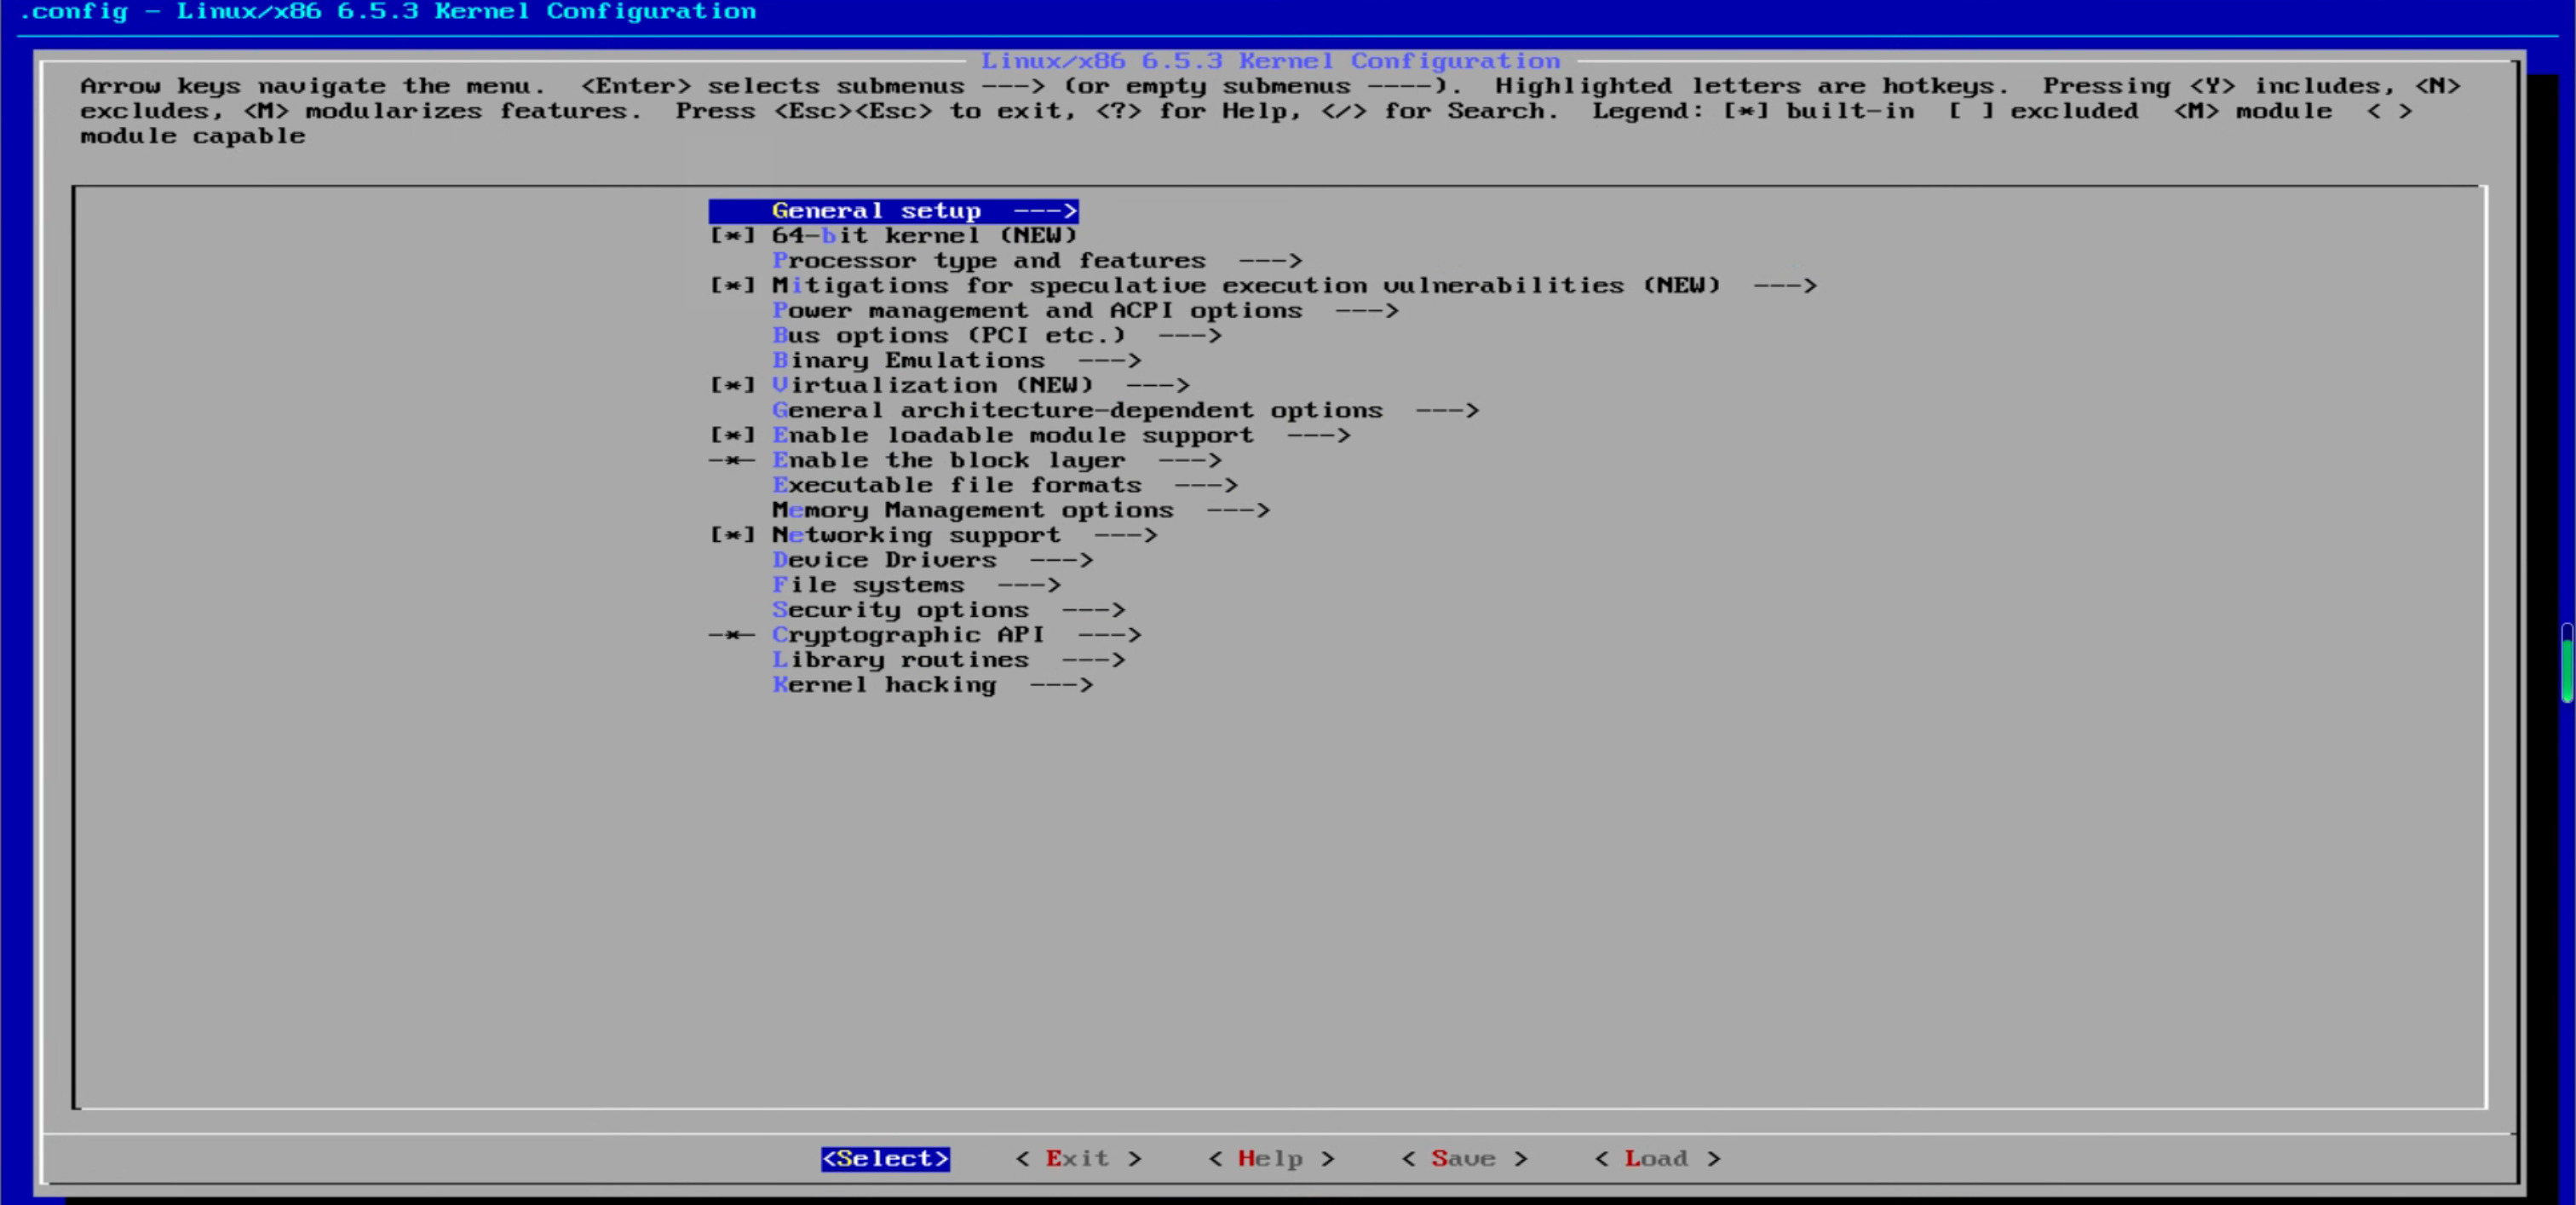 .config - Linux/x86 6.5.3 Kernel Configuration
Linux/x86 6.5.3 Kernel Configuration
Arrow keys navigate the menu.  <Enter> selects submenus ---> (or empty submenus ----).  Highlighted letters are hotkeys.  Pressing <Y> includes, <N>
excludes, <M> modularizes features.  Press <Esc><Esc> to exit, <?> for Help, </> for Search.  Legend: [*] built-in  [ ] excluded  <M> module  < >
module capable
General setup  --->
[*] 64-bit kernel (NEW)
Processor type and features  --->
[*] Mitigations for speculative execution vulnerabilities (NEW)  --->
Power management and ACPI options  --->
Bus options (PCI etc.)  --->
Binary Emulations  --->
[*] Virtualization (NEW)  --->
General architecture-dependent options  --->
[*] Enable loadable module support  --->
-*- Enable the block layer  --->
Executable file formats  --->
Memory Management options  --->
[*] Networking support  --->
Device Drivers  --->
File systems  --->
Security options  --->
-*- Cryptographic API  --->
Library routines  --->
Kernel hacking  --->
<Select>    < Exit >    < Help >    < Save >    < Load >